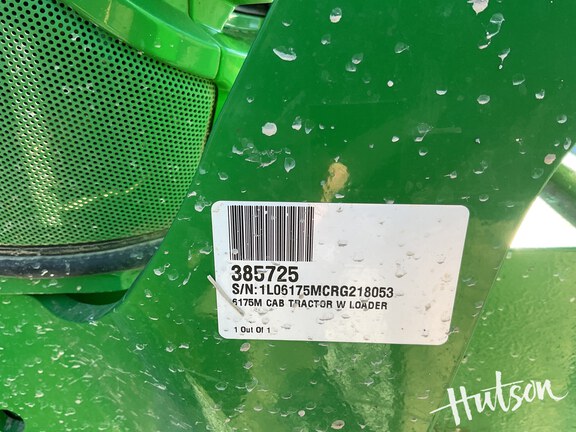 385725
S/N:1L06175MCRG218053
6175M CAB TRACTOR W LOADER
1 Out Of 1
Hutson